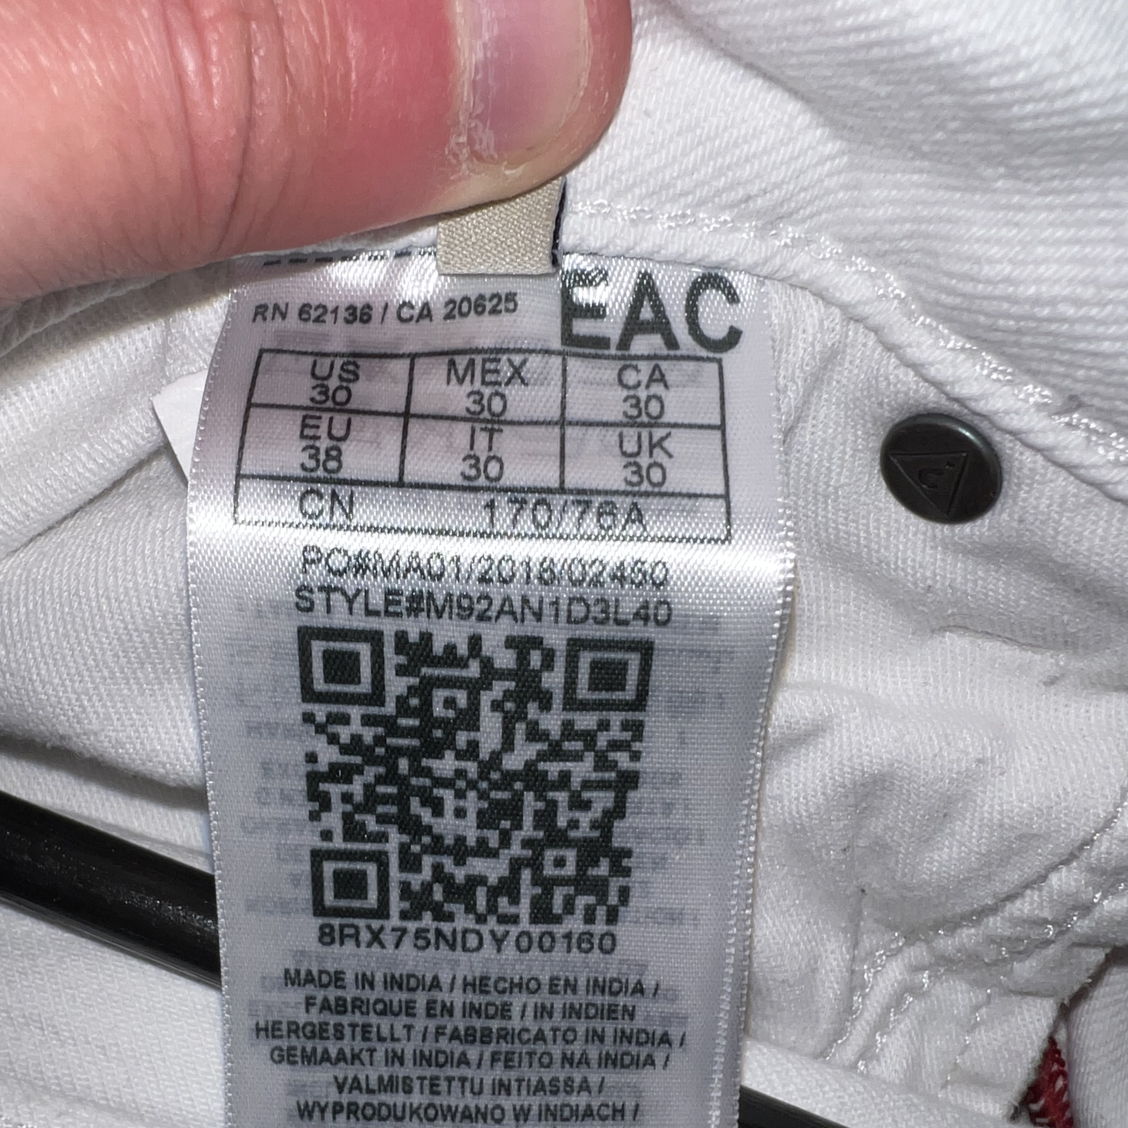 RN 62136 / CA 20625
EAC
US MEX CA
30 30 30
EU IT UK
38 30 30
CN 170/76A
PO#MA01/2018/02480
STYLE#M92AN1D3L40
8RX75NDY00160
MADE IN INDIA / HECHO EN INDIA /
FABRIQUE EN INDE / IN INDIEN
HERGESTELLT / FABBRICATO IN INDIA /
GEMAAKT IN INDIA / FEITO NA INDIA /
VALMISTETTU INTIASSA /
WYPRODUKOWANO W INDIACH /